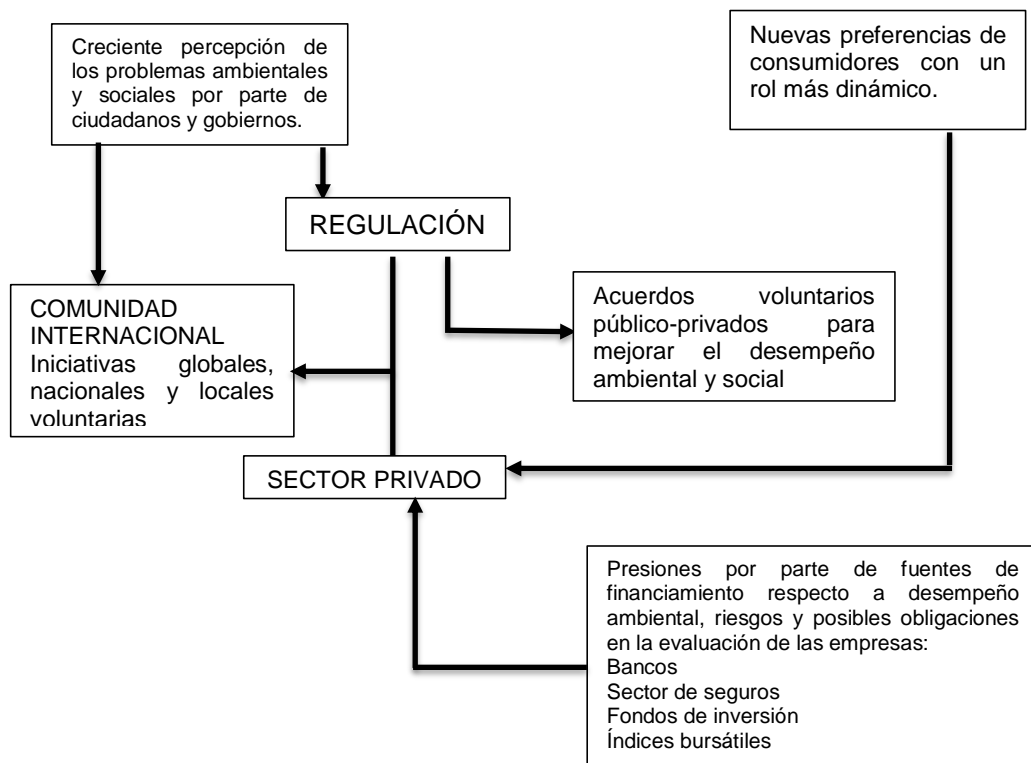 Creciente percepción de
los problemas ambientales
y sociales por parte de
ciudadanos y gobiernos.
Nuevas preferencias de
consumidores con un
rol más dinámico.
REGULACIÓN
COMUNIDAD
INTERNACIONAL
Iniciativas globales,
nacionales y locales
voluntarias
Acuerdos voluntarios
público-privados para
mejorar el desempeño
ambiental y social
SECTOR PRIVADO
Presiones por parte de fuentes de
financiamiento respecto a desempeño
ambiental, riesgos y posibles obligaciones
en la evaluación de las empresas:
Bancos
Sector de seguros
Fondos de inversión
Índices bursátiles